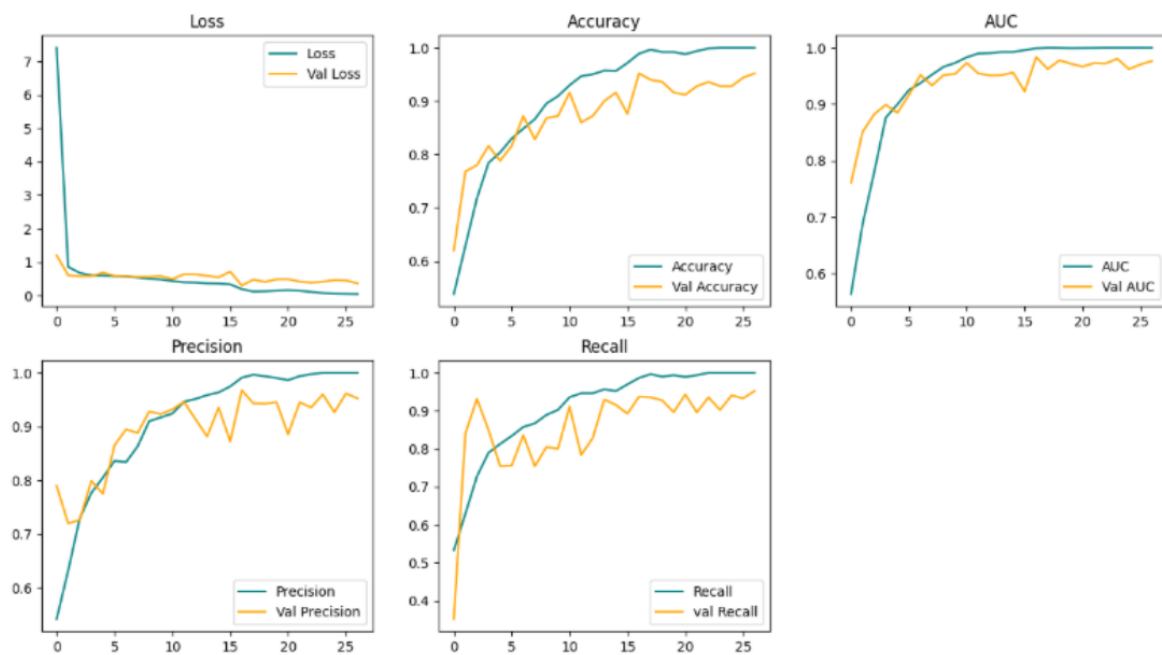 Loss
7
6
5
4
3
2
1
0
0 5 10 15 20 25
Loss
Val Loss
Accuracy
1.0
0.9
0.8
0.7
0.6
0 5 10 15 20 25
Accuracy
Val Accuracy
AUC
1.0
0.9
0.8
0.7
0.6
0 5 10 15 20 25
AUC
Val AUC
Precision
1.0
0.9
0.8
0.7
0.6
0 5 10 15 20 25
Precision
Val Precision
Recall
1.0
0.9
0.8
0.7
0.6
0.5
0.4
0 5 10 15 20 25
Recall
val Recall